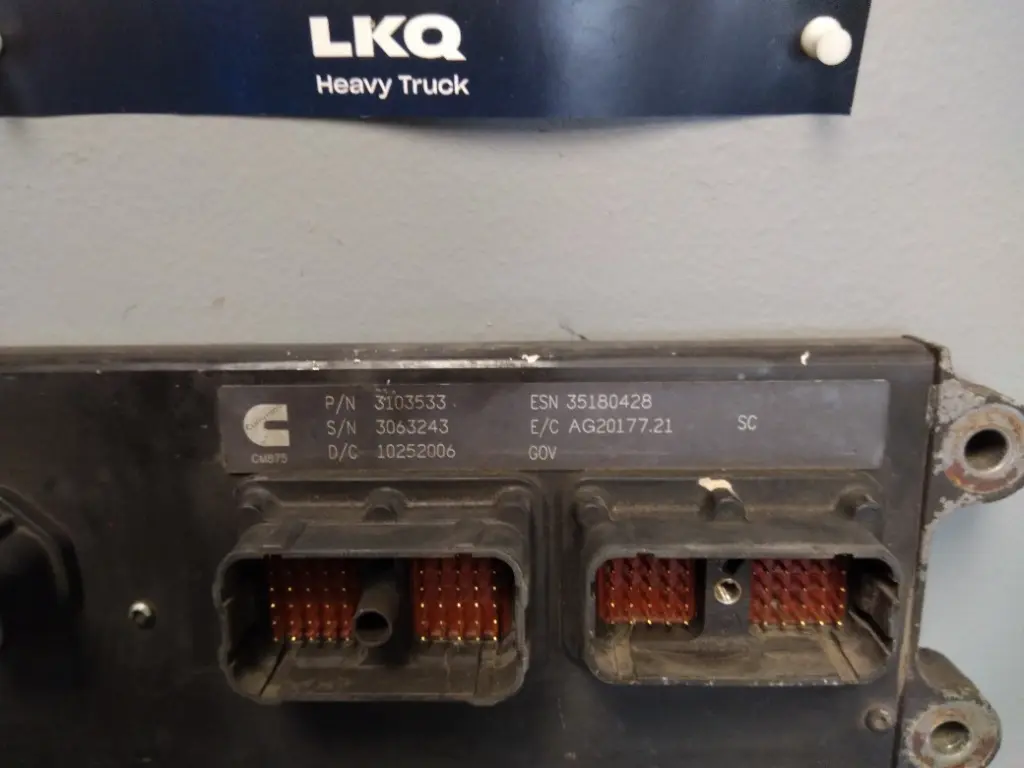 LKQ
Heavy Truck
P/N 3103533 ESN 35180428
S/N 3063243 E/C AG20177.21 SC
D/C 10252006 GOV
CM875